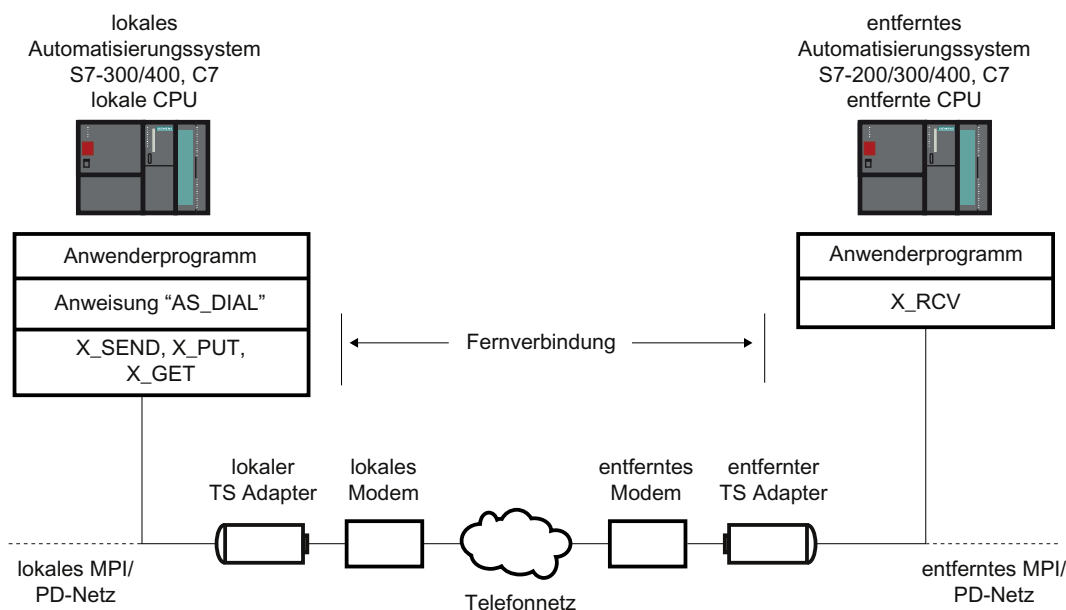 lokales
Automatisierungssystem
S7-300/400, C7
lokale CPU
entferntes
Automatisierungssystem
S7-200/300/400, C7
entfernte CPU
Anwenderprogramm
Anweisung “AS_DIAL”
X_SEND, X_PUT,
X_GET
Fernverbindung
Anwenderprogramm
X_RCV
lokaler
TS Adapter
lokales
Modem
entferntes
Modem
entfernter
TS Adapter
lokales MPI/
PD-Netz
Telefonnetz
entferntes MPI/
PD-Netz